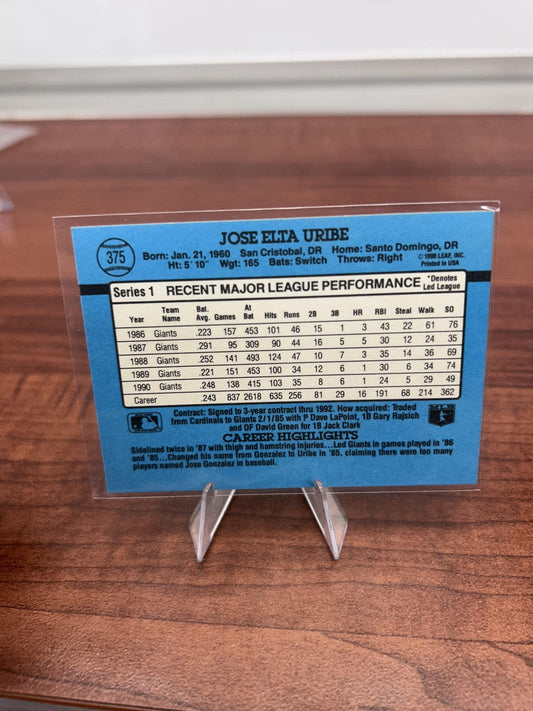 375
JOSE ELTA URIBE
Born: Jan. 21, 1960 San Cristobal, DR Home: Santo Domingo, DR
Ht: 5' 10" Wgt: 165 Bats: Switch Throws: Right
© 1990 LEAF, INC.
Printed in USA
Series 1 RECENT MAJOR LEAGUE PERFORMANCE *Denotes Led League
Year Team Name Bat. Avg. Games At Bat Hits Runs 2B 3B HR RBI Steal Walk SO
1986 Giants .223 157 453 101 46 15 1 3 43 22 61 76
1987 Giants .291 95 309 90 44 16 5 5 30 12 24 35
1988 Giants .252 141 493 124 47 10 7 3 35 14 36 69
1989 Giants .221 151 453 100 34 12 6 1 30 6 34 74
1990 Giants .248 138 415 103 35 8 6 1 24 5 29 49
Career .243 837 2618 635 256 81 29 16 191 68 214 362
Contract: Signed to 3-year contract thru 1992. How acquired: Traded
from Cardinals to Giants 2/1/85 with P Dave LaPoint, 1B Gary Rajsich
and OF David Green for 1B Jack Clark
CAREER HIGHLIGHTS
Sidelined twice in '87 with thigh and hamstring injuries...Led Giants in games played in '86
and '85...Changed his name from Gonzalez to Uribe in '85, claiming there were too many
players named Jose Gonzalez in baseball.